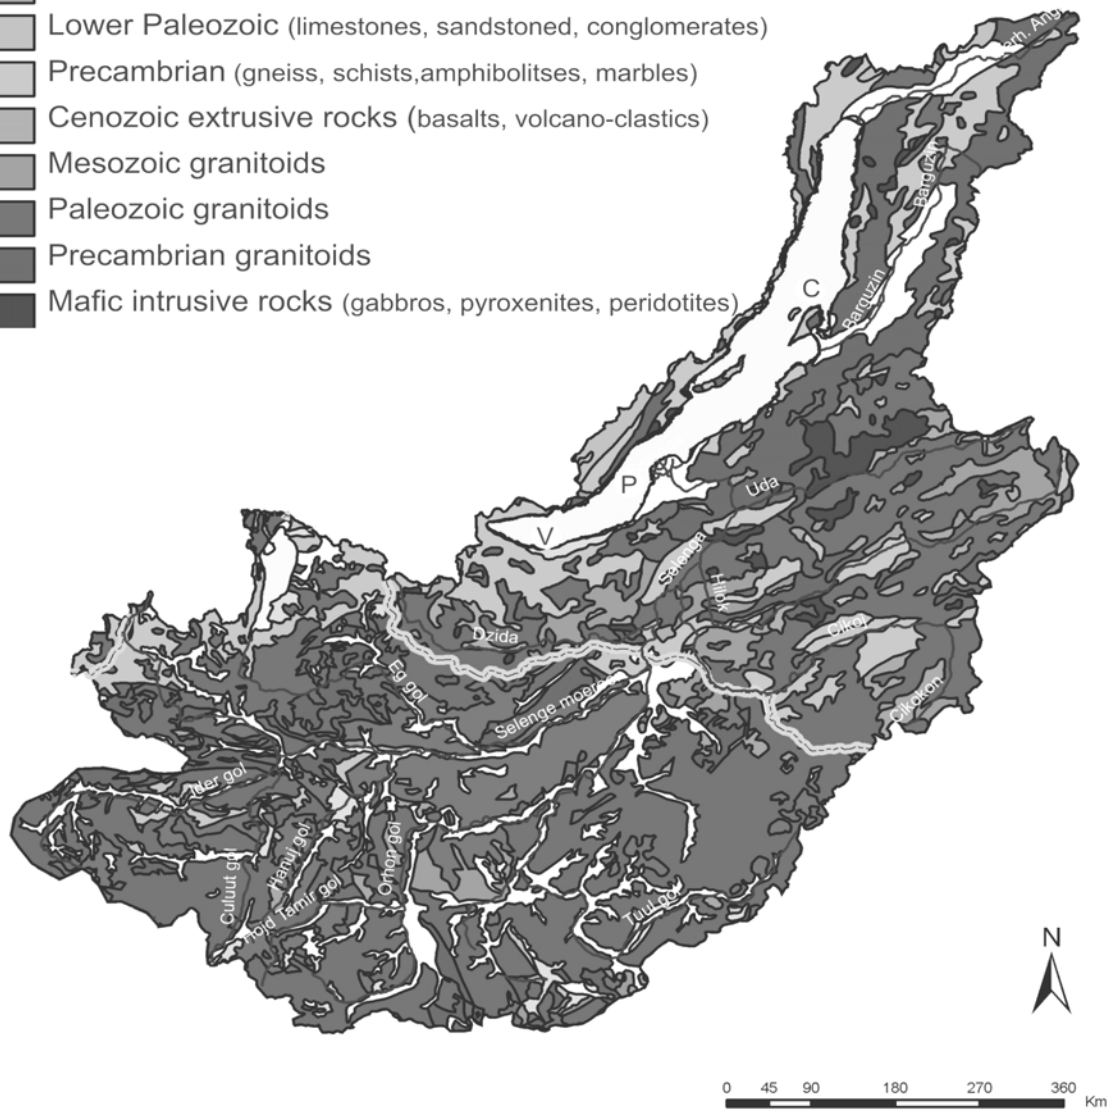 Lower Paleozoic (limestones, sandstoned, conglomerates)
Precambrian (gneiss, schists,amphibolitses, marbles)
Cenozoic extrusive rocks (basalts, volcano-clastics)
Mesozoic granitoids
Paleozoic granitoids
Precambrian granitoids
Mafic intrusive rocks (gabbros, pyroxenites, peridotites)
Barguzin
C
Barguzin
P
Uda
V
Selenga
Hilok
Dzida
Cikoj
Eg gol
Cikokon
Selenge moeroen
Ider gol
Hanuj gol
Orhon gol
Culuut gol
Hojd Tamir gol
Tuul gol
N
0 45 90 180 270 360
Km